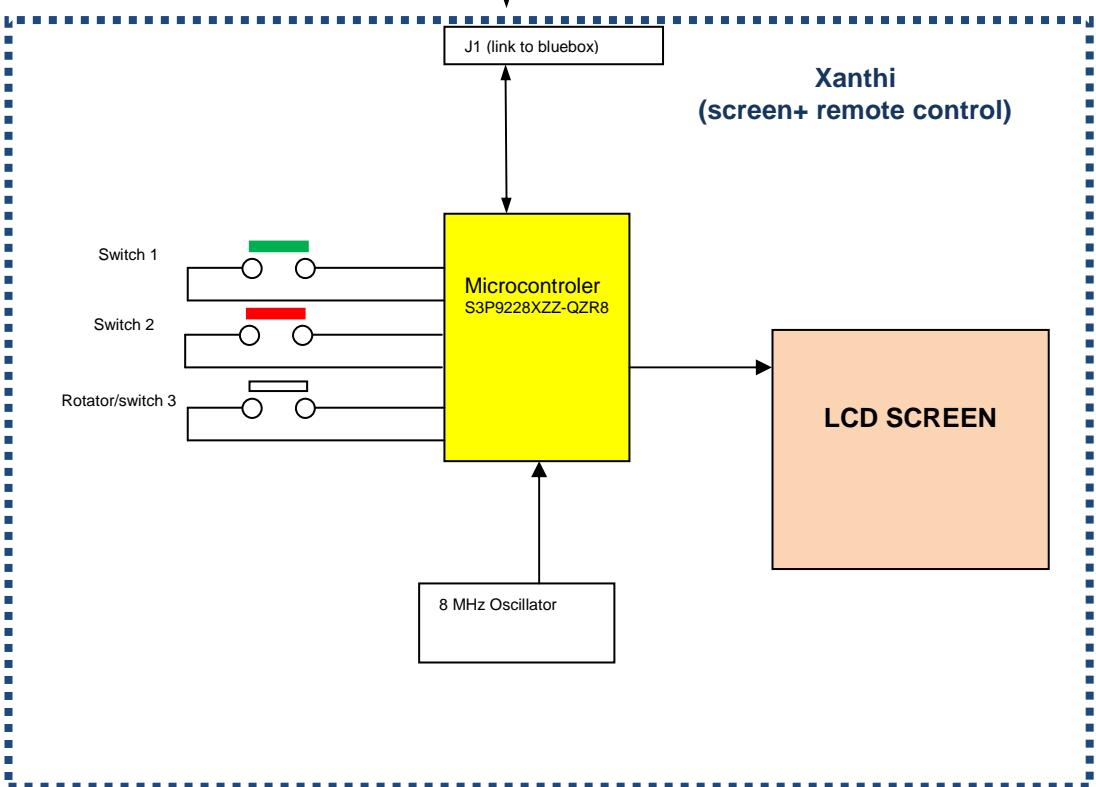 J1 (link to bluebox)
Xanthi
(screen+ remote control)
Switch 1
Microcontroler
S3P9228XZZ-QZR8
Switch 2
Rotator/switch 3
LCD SCREEN
8 MHz Oscillator